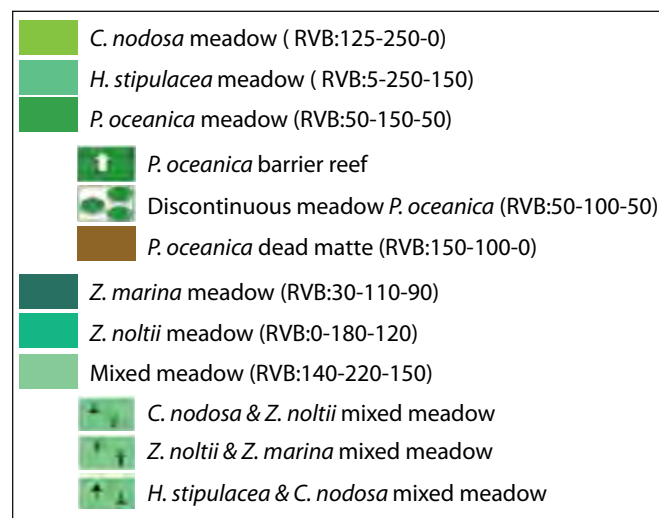 C. nodosa meadow ( RVB:125-250-0)
H. stipulacea meadow ( RVB:5-250-150)
P. oceanica meadow (RVB:50-150-50)
P. oceanica barrier reef
Discontinuous meadow P. oceanica (RVB:50-100-50)
P. oceanica dead matte (RVB:150-100-0)
Z. marina meadow (RVB:30-110-90)
Z. noltii meadow (RVB:0-180-120)
Mixed meadow (RVB:140-220-150)
C. nodosa & Z. noltii mixed meadow
Z. noltii & Z. marina mixed meadow
H. stipulacea & C. nodosa mixed meadow